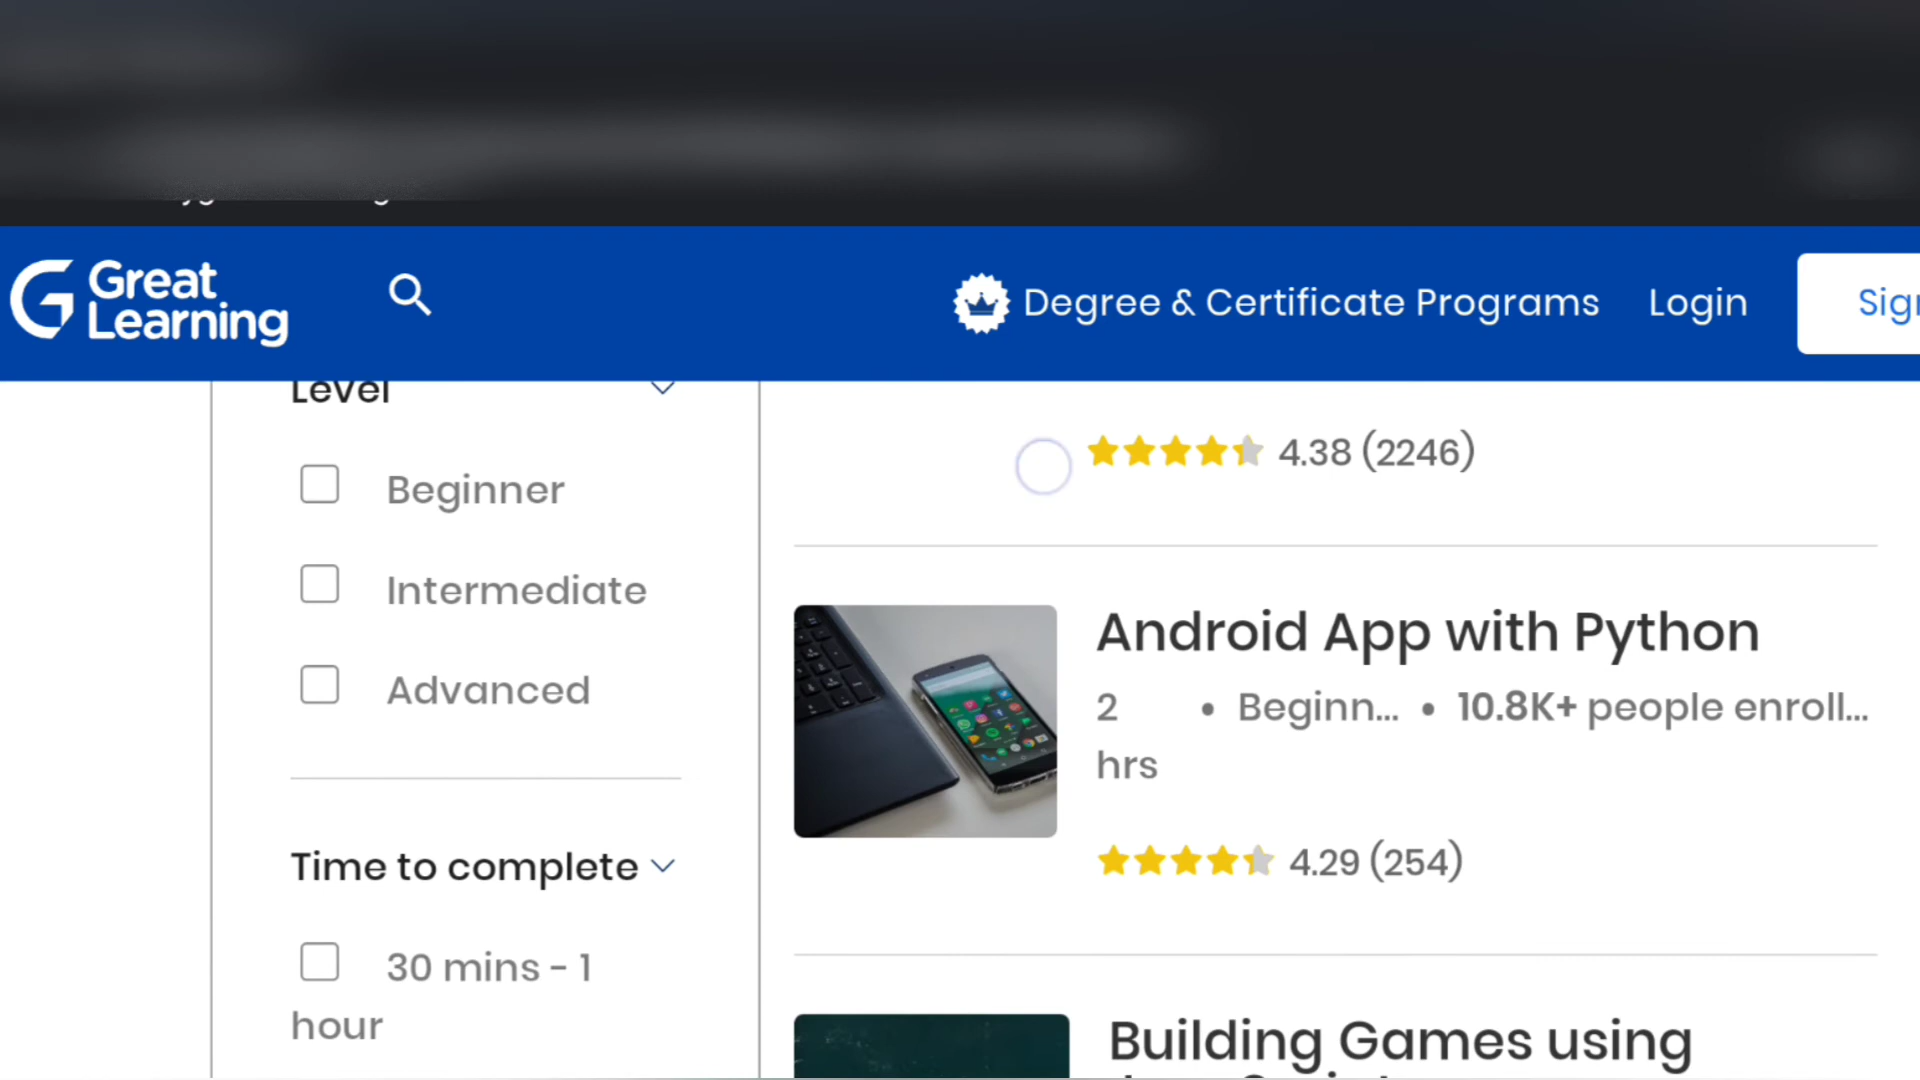 Great
Learning
Degree & Certificate Programs
Login
Level
Beginner
Intermediate
Advanced
Time to complete
30 mins - 1
hour
4.38 (2246)
Android App with Python
2
hrs
• Beginn... • 10.8K+ people enroll...
4.29 (254)
Building Games using